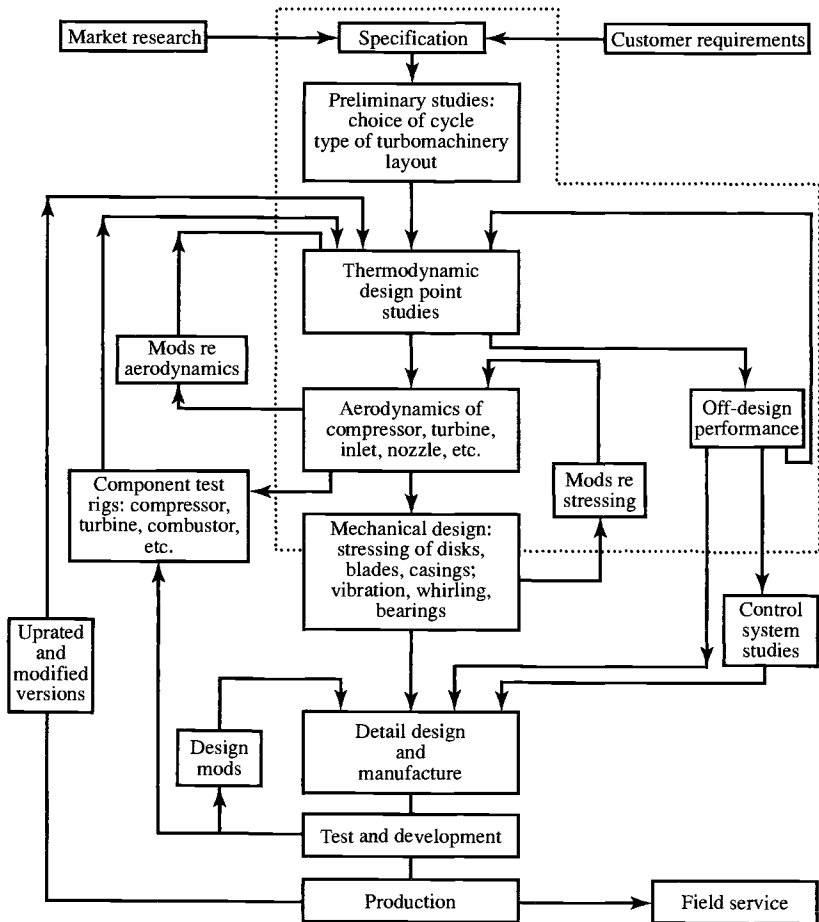 Market research
Specification
Customer requirements
Preliminary studies:
choice of cycle
type of turbomachinery
layout
Thermodynamic
design point
studies
Mods re
aerodynamics
Aerodynamics of
compressor, turbine,
inlet, nozzle, etc.
Off-design
performance
Mods re
stressing
Component test
rigs: compressor,
turbine, combustor,
etc.
Mechanical design:
stressing of disks,
blades, casings;
vibration, whirling,
bearings
Control
system
studies
Uprated
and
modified
versions
Design
mods
Detail design
and
manufacture
Test and development
Production
Field service